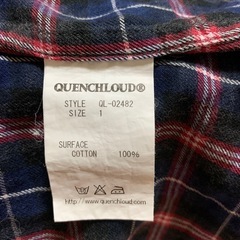 QUENCHLOUD®
STYLE QL-02482
SIZE 1
SURFACE
COTTON 100%
http://www.quenchloud.com